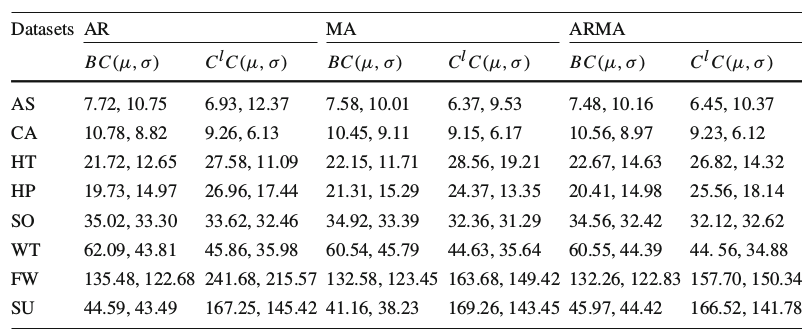 Datasets AR MA ARMA
BC(μ, σ) CˡC(μ, σ) BC(μ, σ) CˡC(μ, σ) BC(μ, σ) CˡC(μ, σ)
AS 7.72, 10.75 6.93, 12.37 7.58, 10.01 6.37, 9.53 7.48, 10.16 6.45, 10.37
CA 10.78, 8.82 9.26, 6.13 10.45, 9.11 9.15, 6.17 10.56, 8.97 9.23, 6.12
HT 21.72, 12.65 27.58, 11.09 22.15, 11.71 28.56, 19.21 22.67, 14.63 26.82, 14.32
HP 19.73, 14.97 26.96, 17.44 21.31, 15.29 24.37, 13.35 20.41, 14.98 25.56, 18.14
SO 35.02, 33.30 33.62, 32.46 34.92, 33.39 32.36, 31.29 34.56, 32.42 32.12, 32.62
WT 62.09, 43.81 45.86, 35.98 60.54, 45.79 44.63, 35.64 60.55, 44.39 44. 56, 34.88
FW 135.48, 122.68 241.68, 215.57 132.58, 123.45 163.68, 149.42 132.26, 122.83 157.70, 150.34
SU 44.59, 43.49 167.25, 145.42 41.16, 38.23 169.26, 143.45 45.97, 44.42 166.52, 141.78